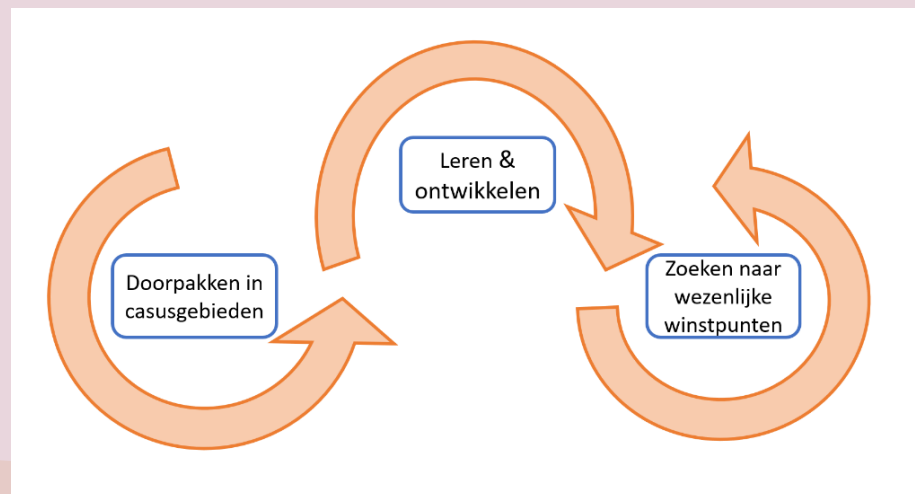 Doorpakken in
casusgebieden
Leren &
ontwikkelen
Zoeken naar
wezenlijke
winstpunten